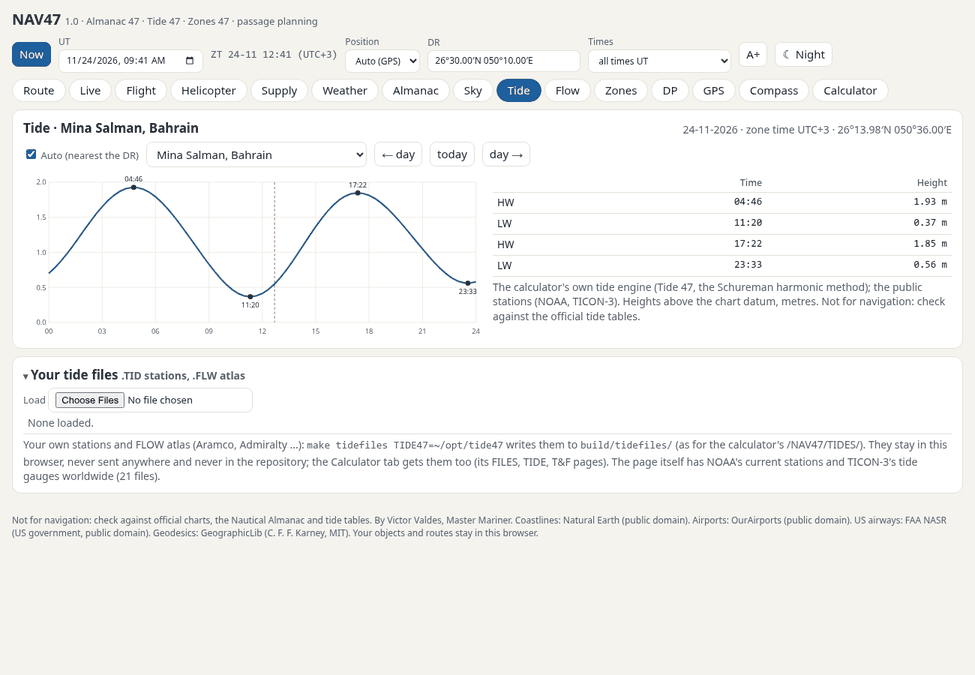 NAV47 1.0 · Almanac 47 · Tide 47 · Zones 47 · passage planning
Now
UT
11/24/2026, 09:41 AM
ZT 24-11 12:41 (UTC+3)
Position
Auto (GPS)
DR
26°30.00'N 050°10.00'E
Times
all times UT
A+
☾ Night
Route
Live
Flight
Helicopter
Supply
Weather
Almanac
Sky
Tide
Flow
Zones
DP
GPS
Compass
Calculator
Tide · Mina Salman, Bahrain
24-11-2026 · zone time UTC+3 · 26°13.98'N 050°36.00'E
Auto (nearest the DR)
Mina Salman, Bahrain
← day
today
day →
2.0
1.5
1.0
0.5
0.0
04:46
17:22
11:20
23:33
00 03 06 09 12 15 18 21 24
Time Height
HW 04:46 1.93 m
LW 11:20 0.37 m
HW 17:22 1.85 m
LW 23:33 0.56 m
The calculator's own tide engine (Tide 47, the Schureman harmonic method); the public
stations (NOAA, TICON-3). Heights above the chart datum, metres. Not for navigation: check
against the official tide tables.
▾ Your tide files .TID stations, .FLW atlas
Load Choose Files No file chosen
None loaded.
Your own stations and FLOW atlas (Aramco, Admiralty ...): make tidefiles TIDE47=~/opt/tide47 writes them to build/tidefiles/ (as for the calculator's /NAV47/TIDES/). They stay in this
browser, never sent anywhere and never in the repository; the Calculator tab gets them too (its FILES, TIDE, T&F pages). The page itself has NOAA's current stations and TICON-3's tide
gauges worldwide (21 files).
Not for navigation: check against official charts, the Nautical Almanac and tide tables. By Victor Valdes, Master Mariner. Coastlines: Natural Earth (public domain). Airports: OurAirports (public domain). US airways: FAA NASR
(US government, public domain). Geodesics: GeographicLib (C. F. F. Karney, MIT). Your objects and routes stay in this browser.